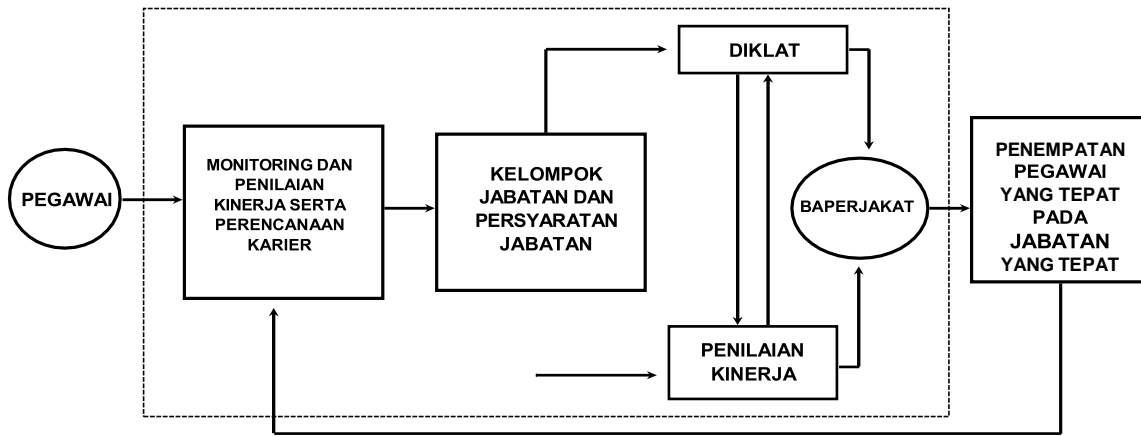 PEGAWAI
MONITORING DAN
PENILAIAN
KINERJA SERTA
PERENCANAAN
KARIER
KELOMPOK
JABATAN DAN
PERSYARATAN
JABATAN
DIKLAT
PENILAIAN
KINERJA
BAPERJAKAT
PENEMPATAN
PEGAWAI
YANG TEPAT
PADA
JABATAN
YANG TEPAT